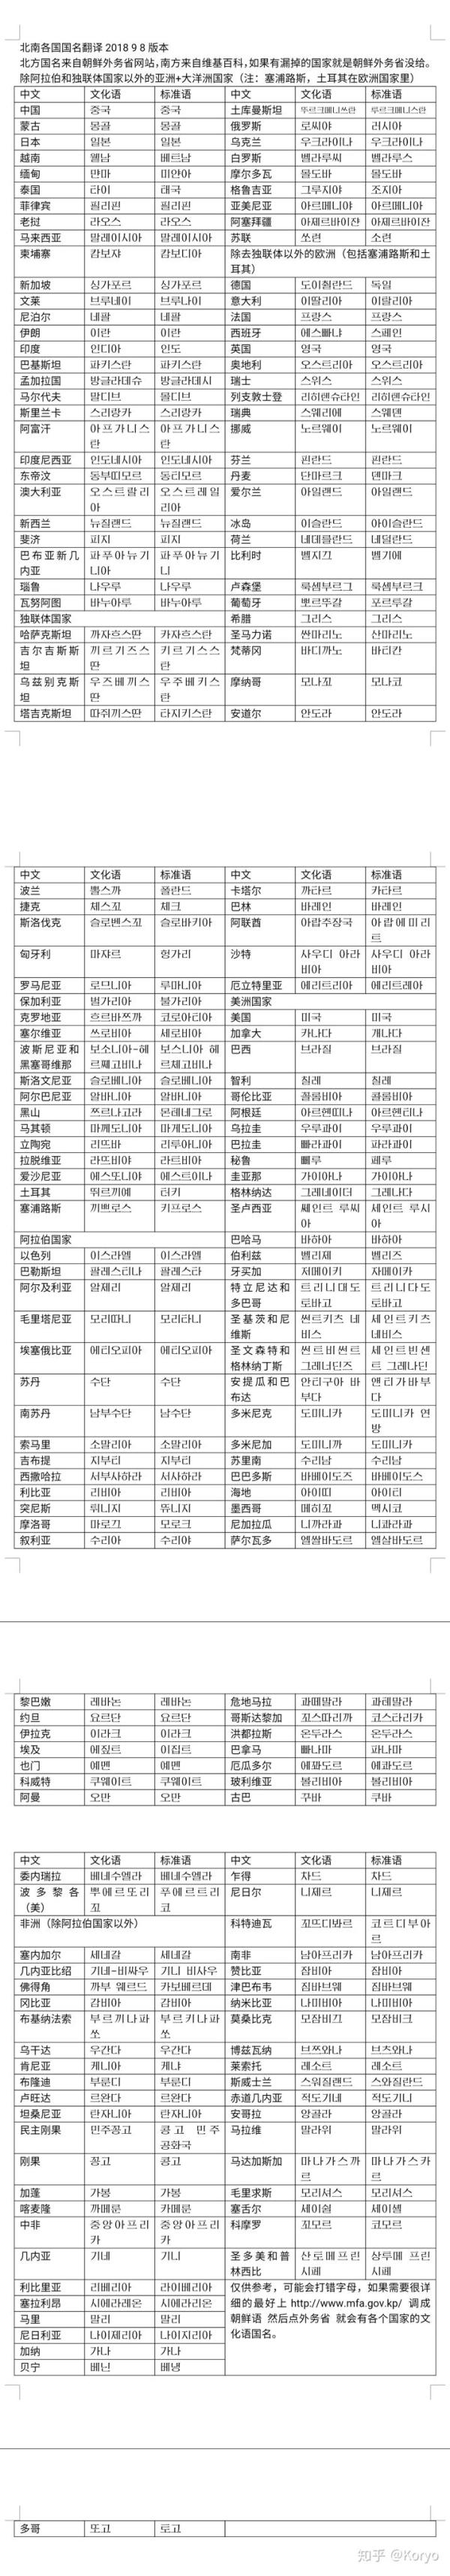 北南各国国名翻译 2018 9 8 版本
北方国名来自朝鲜外务省网站,南方来自维基百科,如果有漏掉的国家就是朝鲜外务省没给。
除阿拉伯和独联体国家以外的亚洲+大洋洲国家（注：塞浦路斯，土耳其在欧洲国家里）
中文 文化语 标准语 中文 文化语 标准语
中国 중국 중국 土库曼斯坦 뚜르크메니쓰딴 투르크메니스탄
蒙古 몽골 몽골 俄罗斯 로씨야 러시아
日本 일본 일본 乌克兰 우크라이나 우크라이나
越南 웰남 베트남 白罗斯 벨라루씨 벨라루스
缅甸 먄마 미얀마 摩尔多瓦 몰도바 몰도바
泰国 타이 태국 格鲁吉亚 그루지야 조지아
菲律宾 필리핀 필리핀 亚美尼亚 아르메니야 아르메니아
老挝 라오스 라오스 阿塞拜疆 아제르바이쟌 아제르바이잔
马来西亚 말레이시아 말레이시아 苏联 쏘련 소련
柬埔寨 캄보쟈 캄보디아 除去独联体以外的欧洲（包括塞浦路斯和土耳其）
新加坡 싱가포르 싱가포르 德国 도이췰란드 독일
文莱 브루네이 브루나이 意大利 이딸리아 이탈리아
尼泊尔 네팔 네팔 法国 프랑스 프랑스
伊朗 이란 이란 西班牙 에스빠냐 스페인
印度 인디아 인도 英国 영국 영국
巴基斯坦 파키스탄 파키스탄 奥地利 오스트리아 오스트리아
孟加拉国 방글라데슈 방글라데시 瑞士 스위스 스위스
马尔代夫 말디브 몰디브 列支敦士登 리히텐슈타인 리히텐슈타인
斯里兰卡 스리랑카 스리랑카 瑞典 스웨리예 스웨덴
阿富汗 아프가니스탄 아프가니스탄 挪威 노르웨이 노르웨이
印度尼西亚 인도네시아 인도네시아 芬兰 핀란드 핀란드
东帝汶 동부띠모르 동티모르 丹麦 단마르크 덴마크
澳大利亚 오스트랄리아 오스트레일리아 爱尔兰 아일랜드 아일랜드
新西兰 뉴질랜드 뉴질랜드 冰岛 이슬란드 아이슬란드
斐济 피지 피지 荷兰 네데를란드 네덜란드
巴布亚新几内亚 파푸아뉴기니아 파푸아뉴기니 比利时 벨지끄 벨기에
瑙鲁 나우루 나우루 卢森堡 룩셈부르그 룩셈부르크
瓦努阿图 바누아투 바누아투 葡萄牙 뽀르뚜갈 포르투갈
独联体国家 希腊 그리스 그리스
哈萨克斯坦 까자흐스딴 카자흐스탄 圣马力诺 싼마리노 산마리노
吉尔吉斯斯坦 끼르기즈스딴 키르기스스탄 梵蒂冈 바디까노 바티칸
乌兹别克斯坦 우즈베끼스딴 우즈베키스탄 摩纳哥 모나꼬 모나코
塔吉克斯坦 따쥐끼스딴 타지키스탄 安道尔 안도라 안도라
中文 文化语 标准语 中文 文化语 标准语
波兰 뽈스까 폴란드 卡塔尔 까타르 카타르
捷克 체스꼬 체크 巴林 바레인 바레인
斯洛伐克 슬로벤스꼬 슬로바키아 阿联酋 아랍추장국 아랍에미리트
匈牙利 마쟈르 헝가리 沙特 사우디 아라비아 사우디 아라비아
罗马尼亚 로므니아 루마니아 厄立特里亚 에리트리아 에리트레아
保加利亚 벌가리아 불가리아 美洲国家
克罗地亚 흐르바쯔까 코로아티아 美国 미국 미국
塞尔维亚 쓰르비아 세르비아 加拿大 카나다 캐나다
波斯尼亚和黑塞哥维那 보스니아-헤르쩨고비나 보스니아 헤르체고비나 巴西 브라질 브라질
斯洛文尼亚 슬로베니아 슬로베니아 智利 칠레 칠레
阿尔巴尼亚 알바니아 알바니아 哥伦比亚 꼴롬비아 콜롬비아
黑山 쯔르나고라 몬테네그로 阿根廷 아르헨띠나 아르헨티나
马其顿 마께도니아 마케도니아 乌拉圭 우루과이 우루과이
立陶宛 리뜨바 리투아니아 巴拉圭 빠라과이 파라과이
拉脱维亚 라뜨비야 라트비아 秘鲁 뻬루 페루
爱沙尼亚 에스또니야 에스토니아 圭亚那 가이아나 가이아나
土耳其 뛰르끼예 터키 格林纳达 그레네이더 그레나다
塞浦路斯 끼쁘로스 키프로스 圣卢西亚 쎄인트 루씨아 세인트 루시아
阿拉伯国家 巴哈马 바하마 바하마
以色列 이스라엘 이스라엘 伯利兹 벨리제 벨리즈
巴勒斯坦 팔레스티나 팔레스타 牙买加 져메이커 자메이카
阿尔及利亚 알제리 알제리 特立尼达和多巴哥 트리니대드 토바고 트리니다드 토바고
毛里塔尼亚 모리따니 모리타니 圣基茨和尼维斯 쎈트키츠 네비스 세인트키츠 네비스
埃塞俄比亚 에티오피아 에티오피아 圣文森特和格林纳丁斯 쎈트빈쎈트 그레너딘즈 세인트빈센트 그레나딘
苏丹 수단 수단 安提瓜和巴布达 안티구아 바부다 앤티가바부다
南苏丹 남부수단 남수단 多米尼克 도미니카 도미니카 연방
索马里 소말리아 소말리아 多米尼加 도미니까 도미니카
吉布提 지부티 지부티 苏里南 수리남 수리남
西撒哈拉 서부사하라 서사하라 巴巴多斯 바베이도즈 바베이도스
利比亚 리비아 리비아 海地 아이띠 아이티
突尼斯 튀니지 튀니지 墨西哥 메히꼬 멕시코
摩洛哥 마로끄 모로코 尼加拉瓜 니까라과 니카라과
叙利亚 수리아 시리아 萨尔瓦多 엘쌀바도르 엘살바도르
黎巴嫩 레바논 레바논 危地马拉 과떼말라 과테말라
约旦 요르단 요르단 哥斯达黎加 꼬스따리까 코스타리카
伊拉克 이라크 이라크 洪都拉斯 온두라스 온두라스
埃及 에짚트 이집트 巴拿马 빠나마 파나마
也门 예멘 예멘 厄瓜多尔 에꽈도르 에콰도르
科威特 쿠웨이트 쿠웨이트 玻利维亚 볼리비아 볼리비아
阿曼 오만 오만 古巴 꾸바 쿠바
中文 文化语 标准语 中文 文化语 标准语
委内瑞拉 베네수엘라 베네수엘라 乍得 챠드 차드
波多黎各（美） 뿌에르또리꼬 푸에르토리코 尼日尔 니제르 니제르
非洲（除阿拉伯国家以外） 科特迪瓦 꼬뜨디봐르 코트디부아르
塞内加尔 세네갈 세네갈 南非 남아프리카 남아프리카
几内亚比绍 기네-비싸우 기니 비사우 赞比亚 잠비아 잠비아
佛得角 까부 웨르드 카보베르데 津巴布韦 짐바브웨 짐바브웨
冈比亚 감비아 감비아 纳米比亚 나미비아 나미비아
布基纳法索 부르끼나파쏘 부르키나파쏘 莫桑比克 모잠비끄 모잠비크
乌干达 우간다 우간다 博兹瓦纳 보쯔와나 보츠와나
肯尼亚 케니아 케냐 莱索托 레소토 레소토
布隆迪 부룬디 부룬디 斯威士兰 스위질랜드 스와질란드
卢旺达 르완다 르완다 赤道几内亚 적도기네 적도기니
坦桑尼亚 탄자니아 탄자니아 安哥拉 앙골라 앙골라
民主刚果 민주꽁고 콩고 민주공화국 马拉维 말라위 말라위
刚果 꽁고 콩고 马达加斯加 마다가스까르 마다가스카르
加蓬 가봉 가봉 毛里求斯 모리셔스 모리셔스
喀麦隆 까메룬 카메룬 塞舌尔 세이쉘 세이셸
中非 중앙아프리카 중앙아프리카 科摩罗 꼬모르 코모르
几内亚 기네 기니 圣多美和普林西比 산토메프린시페 상투메 프린시페
利比里亚 리베리아 라이베리아 仅供参考，可能会打错字母，如果需要很详细的最好上 http://www.mfa.gov.kp/ 调成朝鲜语 然后点外务省 就会有各个国家的文化语国名。
塞拉利昂 시에라레온 시에라리온
马里 말리 말리
尼日利亚 나이제리아 나이지리아
加纳 가나 가나
贝宁 베닌 베냉
多哥 또고 토고
知乎 @Koryo